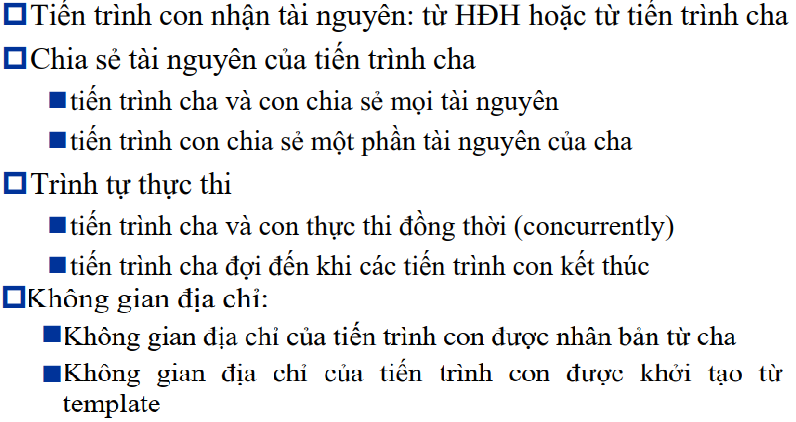 Tiến trình con nhận tài nguyên: từ HĐH hoặc từ tiến trình cha
Chia sẻ tài nguyên của tiến trình cha
tiến trình cha và con chia sẻ mọi tài nguyên
tiến trình con chia sẻ một phần tài nguyên của cha
Trình tự thực thi
tiến trình cha và con thực thi đồng thời (concurrently)
tiến trình cha đợi đến khi các tiến trình con kết thúc
Không gian địa chỉ:
Không gian địa chỉ của tiến trình con được nhân bản từ cha
Không gian địa chỉ của tiến trình con được khởi tạo từ
template